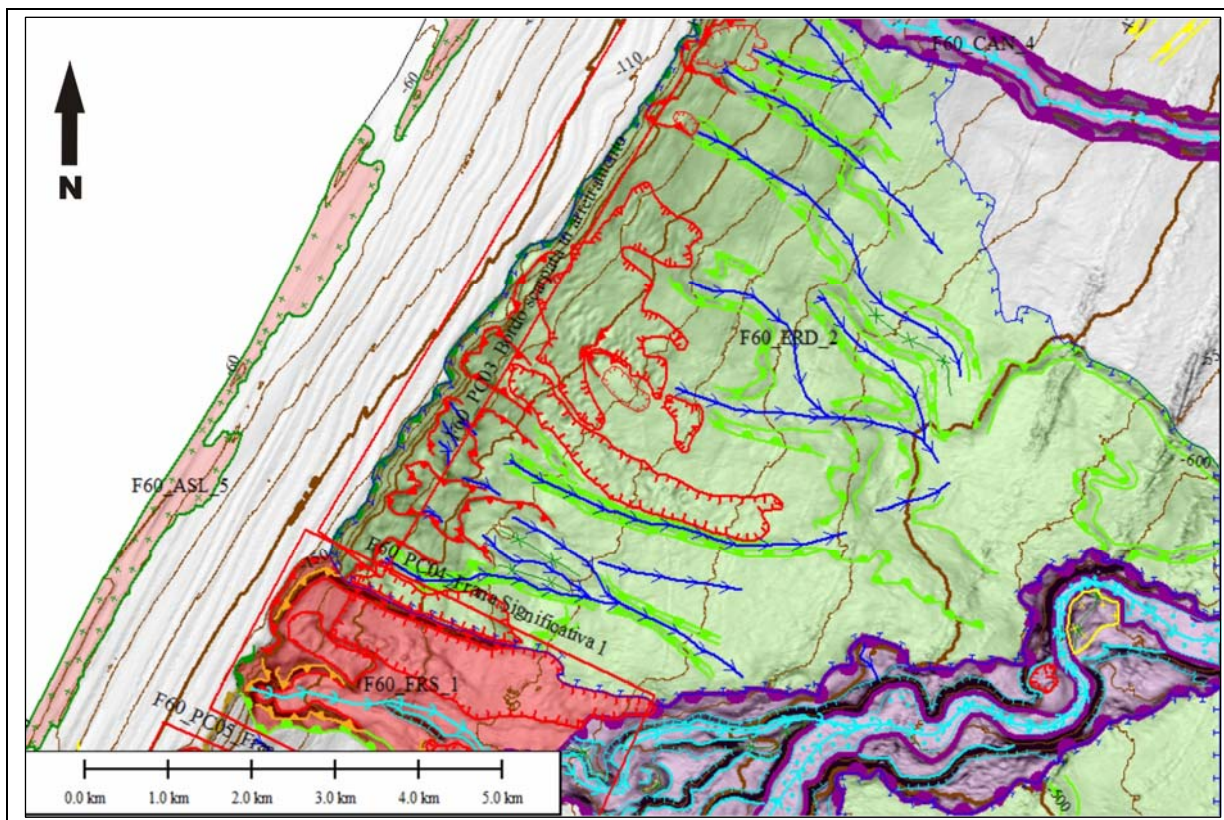 F60_CAN_4
-60
-110
N
F60_PC03_Bordo scarpata in arretramento
F60_ERD_2
-60
-600
F60_ASL_5
F60_PC04_Frane Significativa 1
F60_FRS_1
F60_PC05_Fra
-500
0.0 km 1.0 km 2.0 km 3.0 km 4.0 km 5.0 km